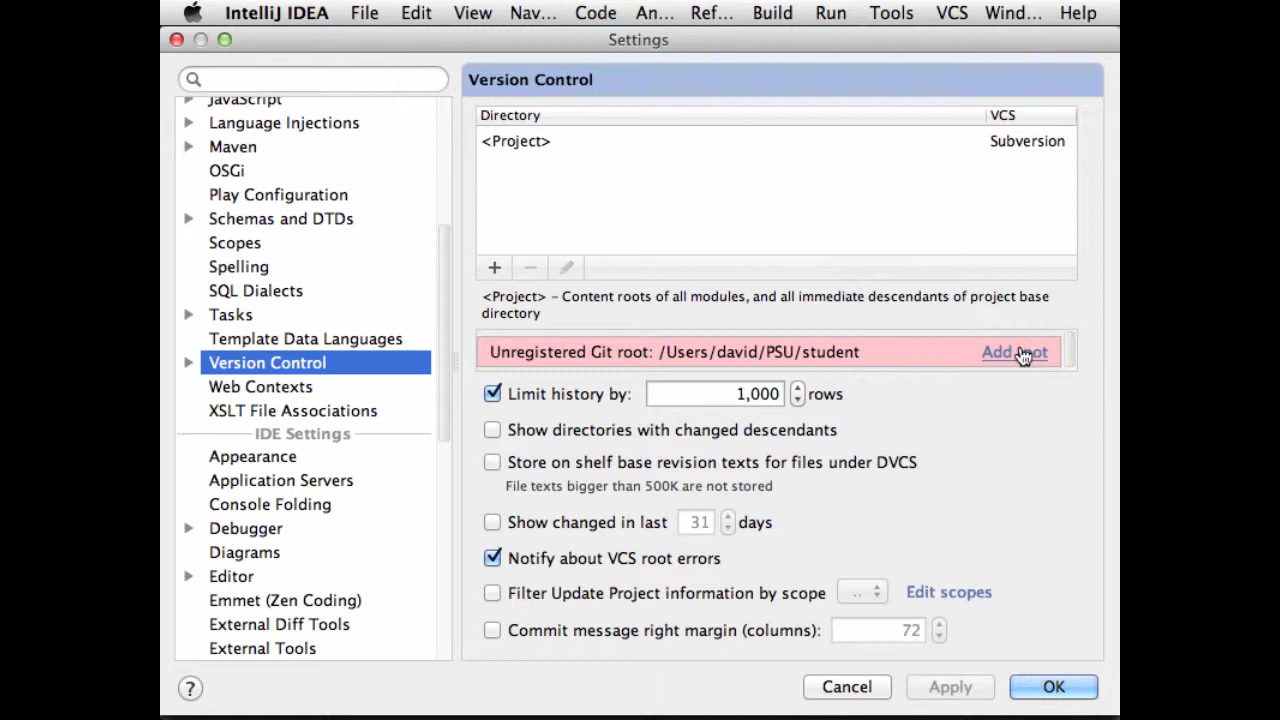 IntelliJ IDEA File Edit View Nav... Code An... Ref... Build Run Tools VCS Wind... Help
Settings
JavaScript
Language Injections
Maven
OSGi
Play Configuration
Schemas and DTDs
Scopes
Spelling
SQL Dialects
Tasks
Template Data Languages
Version Control
Web Contexts
XSLT File Associations
IDE Settings
Appearance
Application Servers
Console Folding
Debugger
Diagrams
Editor
Emmet (Zen Coding)
External Diff Tools
External Tools
Version Control
Directory VCS
<Project> Subversion
<Project> – Content roots of all modules, and all immediate descendants of project base
directory
Unregistered Git root: /Users/david/PSU/student Add root
Limit history by: 1,000 rows
Show directories with changed descendants
Store on shelf base revision texts for files under DVCS
File texts bigger than 500K are not stored
Show changed in last 31 days
Notify about VCS root errors
Filter Update Project information by scope .. Edit scopes
Commit message right margin (columns): 72
? Cancel Apply OK